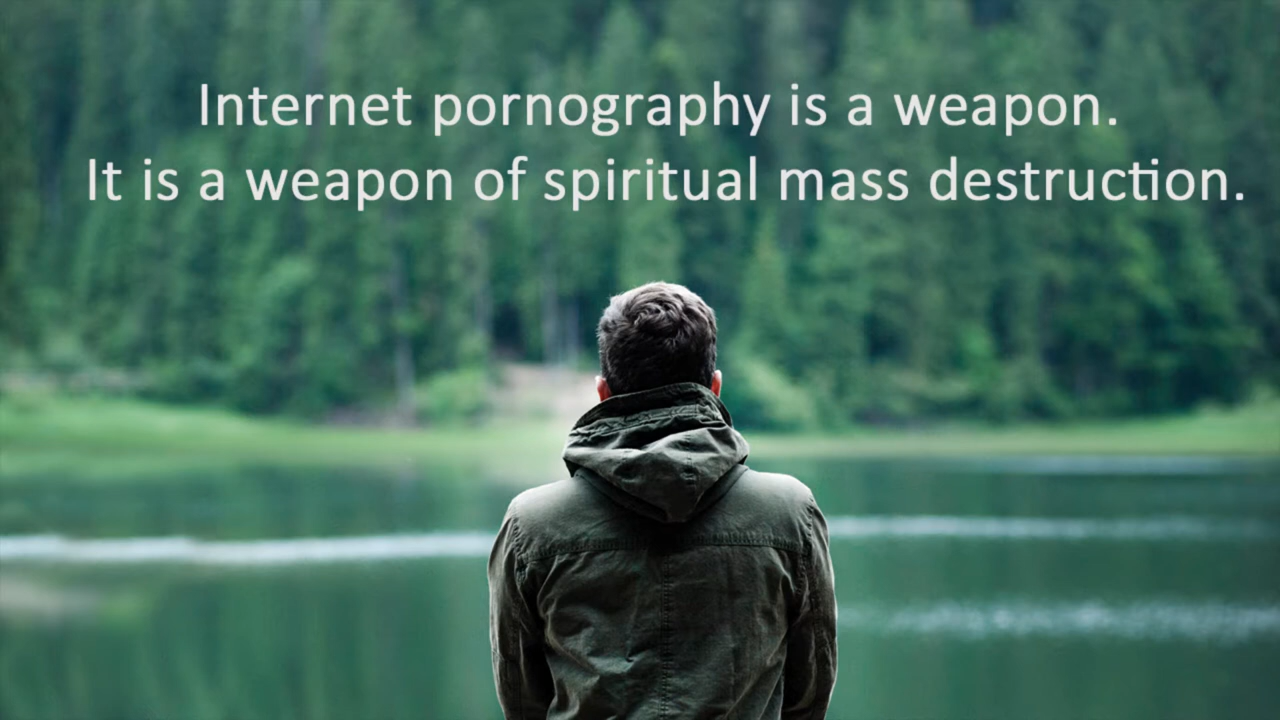 Internet pornography is a weapon.
It is a weapon of spiritual mass destruction.